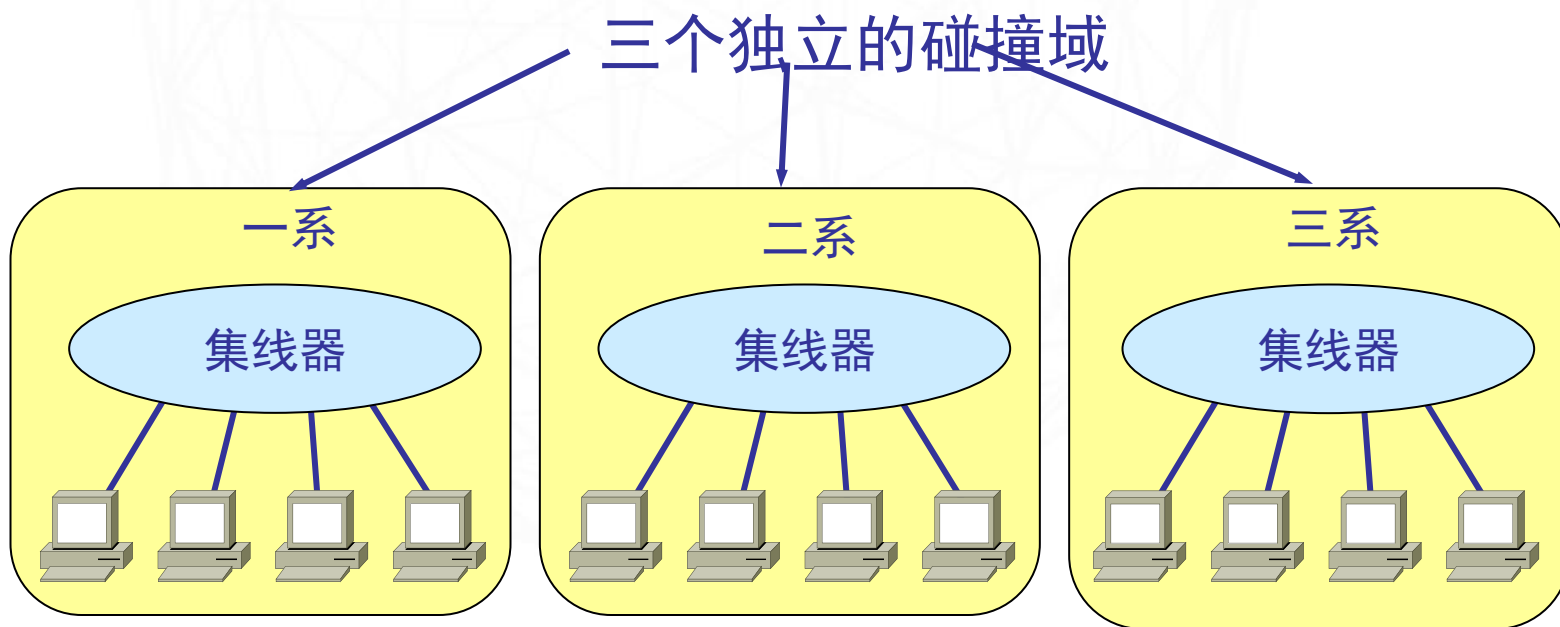 三个独立的碰撞域
一系
二系
三系
集线器
集线器
集线器